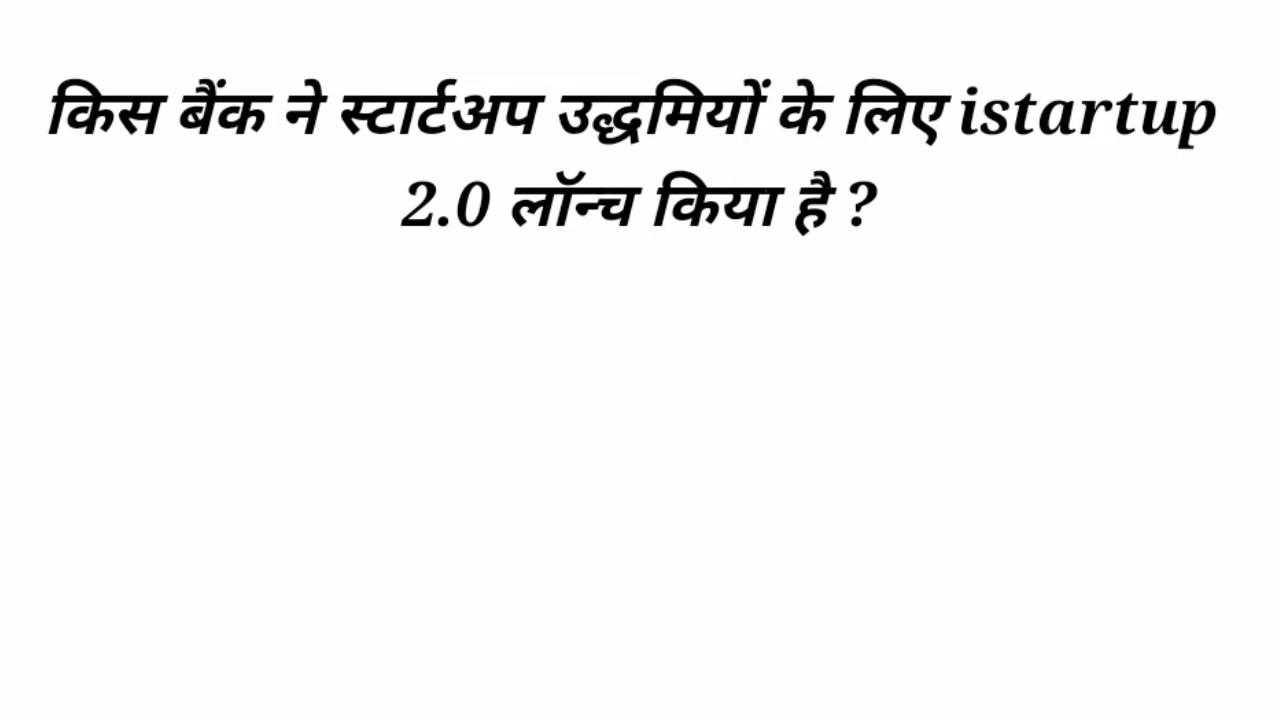 किस बैंक ने स्टार्टअप उद्धमियों के लिए istartup
2.0 लॉन्च किया है ?